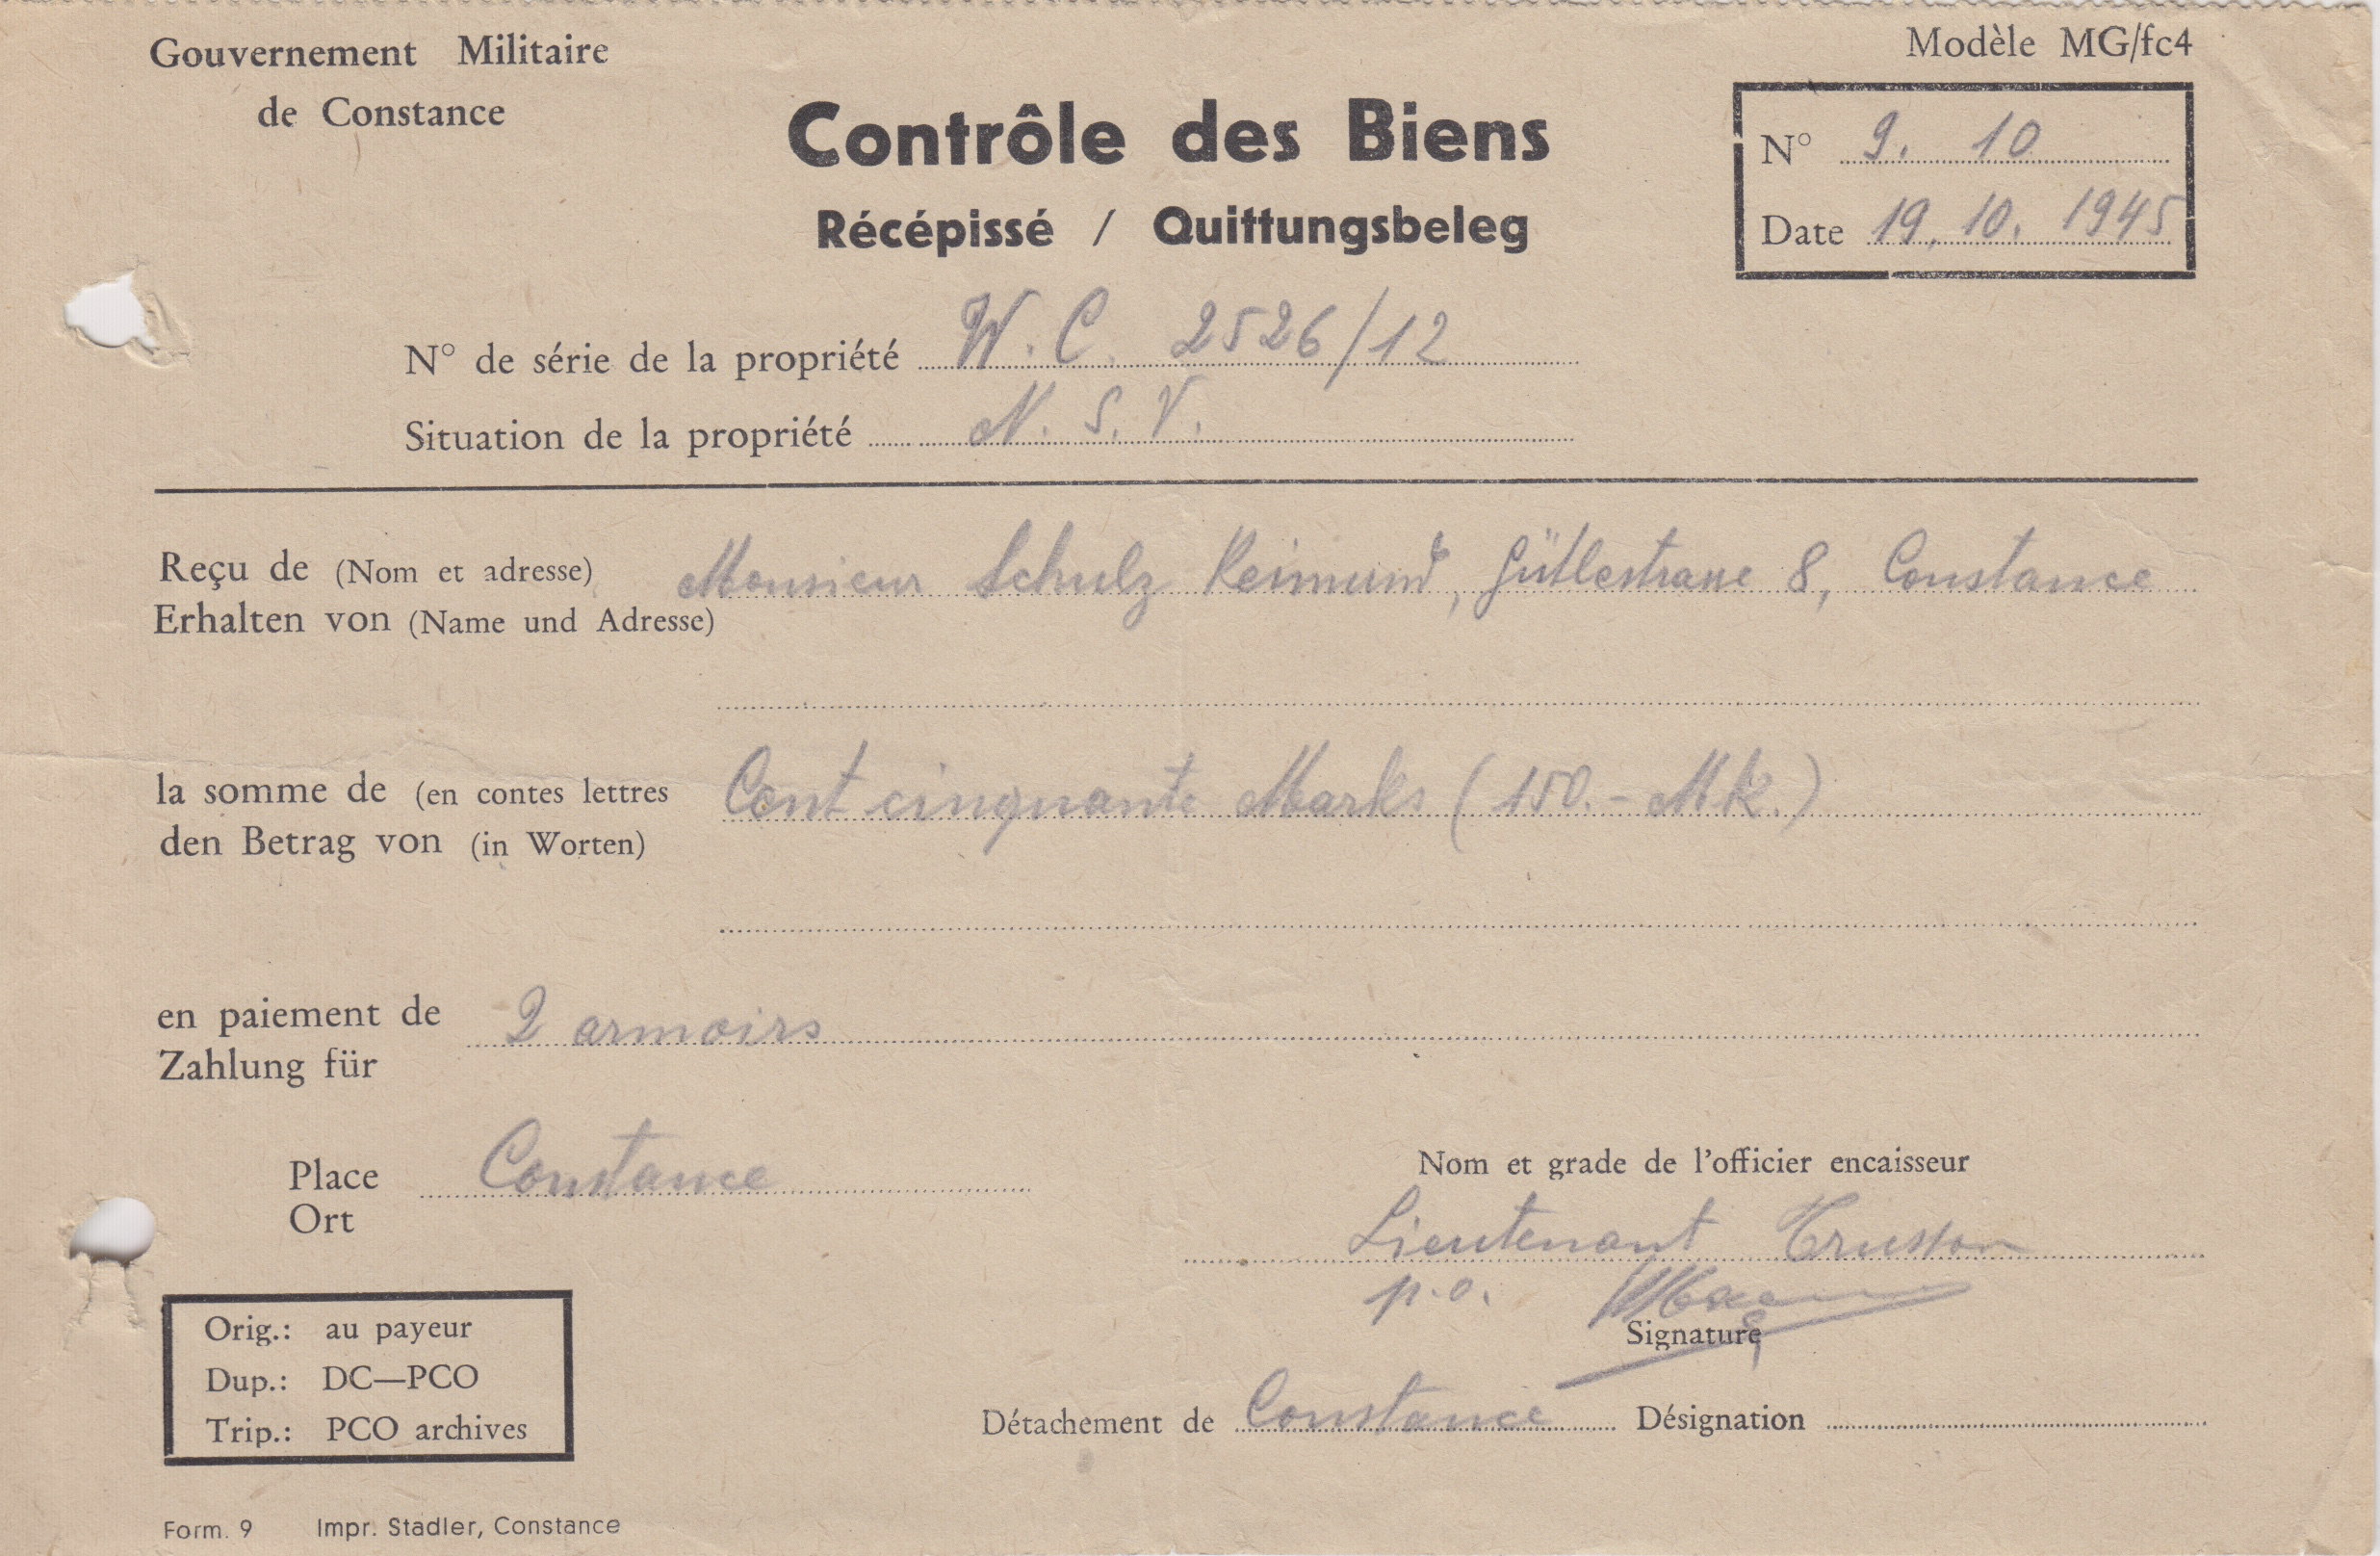 Gouvernement Militaire
de Constance
Modèle MG/fc4
Contrôle des Biens
Récépissé / Quittungsbeleg
N° 9. 10
Date 19. 10. 1945
N° de série de la propriété W. C. 2526/12
Situation de la propriété N. S. V.
Reçu de (Nom et adresse) Monsieur Schulz Reimund, Gütlestrasse 8, Constance
Erhalten von (Name und Adresse)
la somme de (en contes lettres Cent cinquante Marks (150.- Mk.)
den Betrag von (in Worten)
en paiement de 2 armoirs
Zahlung für
Place Constance
Ort
Nom et grade de l'officier encaisseur
Lieutenant
p.o.
Signature
Orig.: au payeur
Dup.: DC—PCO
Trip.: PCO archives
Détachement de Constance Désignation
Form. 9 Impr. Stadler, Constance